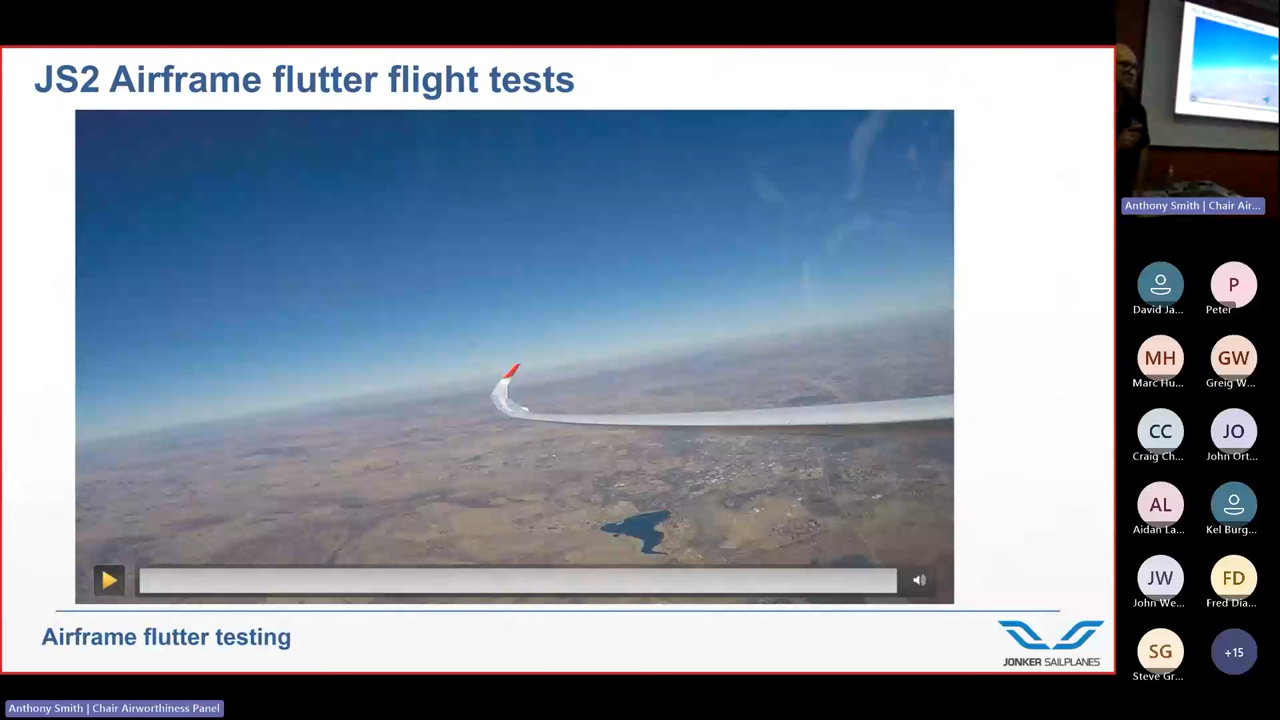 JS2 Airframe flutter flight tests
Airframe flutter testing
JONKER SAILPLANES
Anthony Smith | Chair Air...
David Ja...
P
Peter
MH
Marc Hu...
GW
Greig W...
CC
Craig Ch...
JO
John Ort...
AL
Aidan La...
Kel Burg...
JW
John We...
FD
Fred Dia...
SG
Steve Gr...
+15
Anthony Smith | Chair Airworthiness Panel